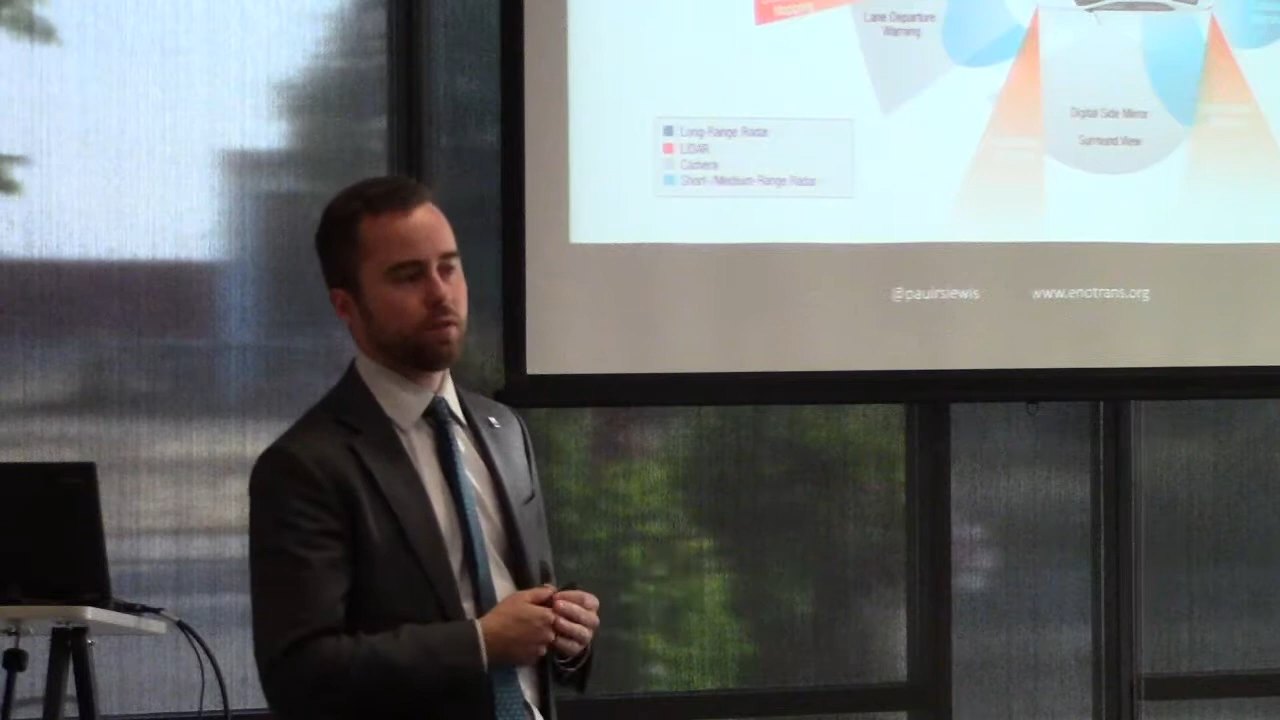 Lane Departure
Warning
Digital Side Mirror
Surround View
Long-Range Radar
LIDAR
Camera
Short-/Medium-Range Radar
@paulrslewis
www.enotrans.org